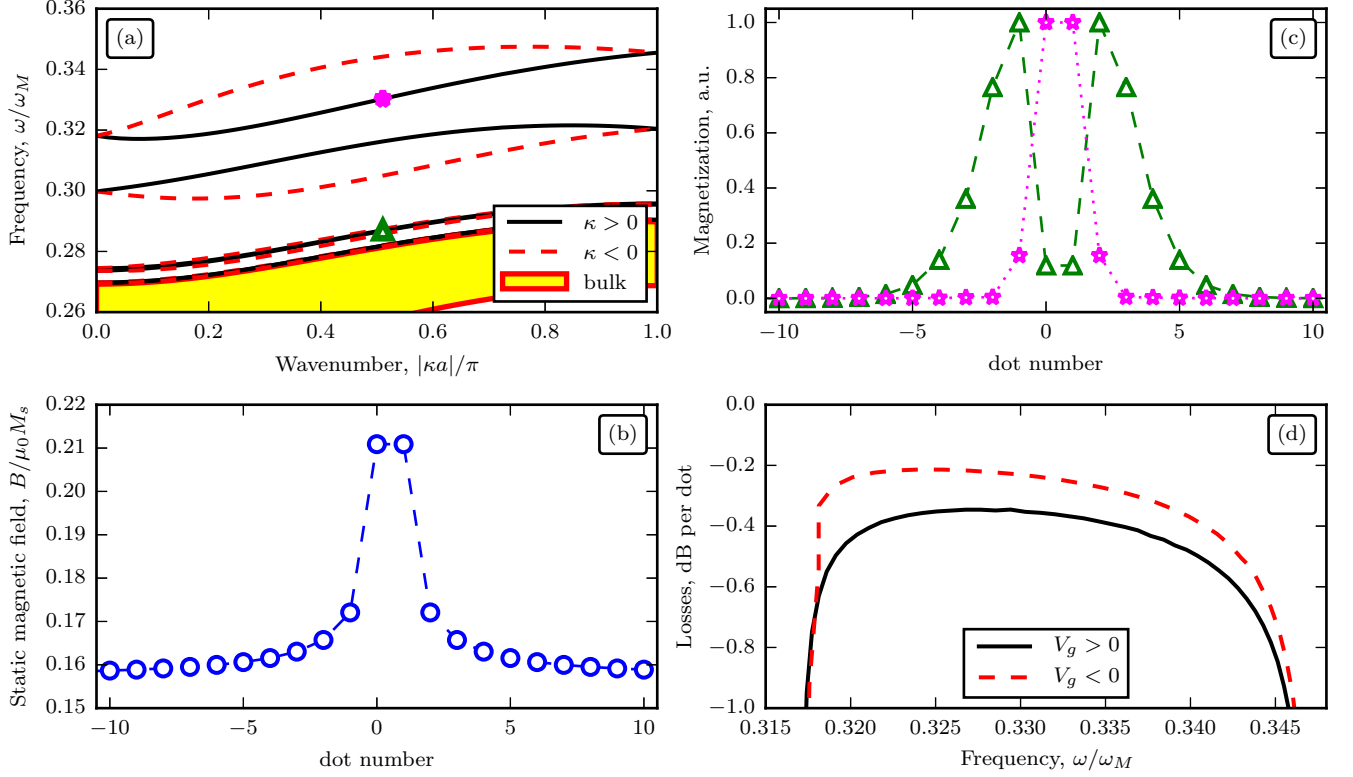 (a)
Frequency, ω/ω_M
0.36
0.34
0.32
0.30
0.28
0.26
κ > 0
κ < 0
bulk
0.0 0.2 0.4 0.6 0.8 1.0
Wavenumber, |κa|/π
(c)
Magnetization, a.u.
1.0
0.8
0.6
0.4
0.2
0.0
−10 −5 0 5 10
dot number
(b)
Static magnetic field, B/μ₀M_s
0.22
0.21
0.20
0.19
0.18
0.17
0.16
0.15
−10 −5 0 5 10
dot number
(d)
Losses, dB per dot
0.0
−0.2
−0.4
−0.6
−0.8
−1.0
V_g > 0
V_g < 0
0.315 0.320 0.325 0.330 0.335 0.340 0.345
Frequency, ω/ω_M